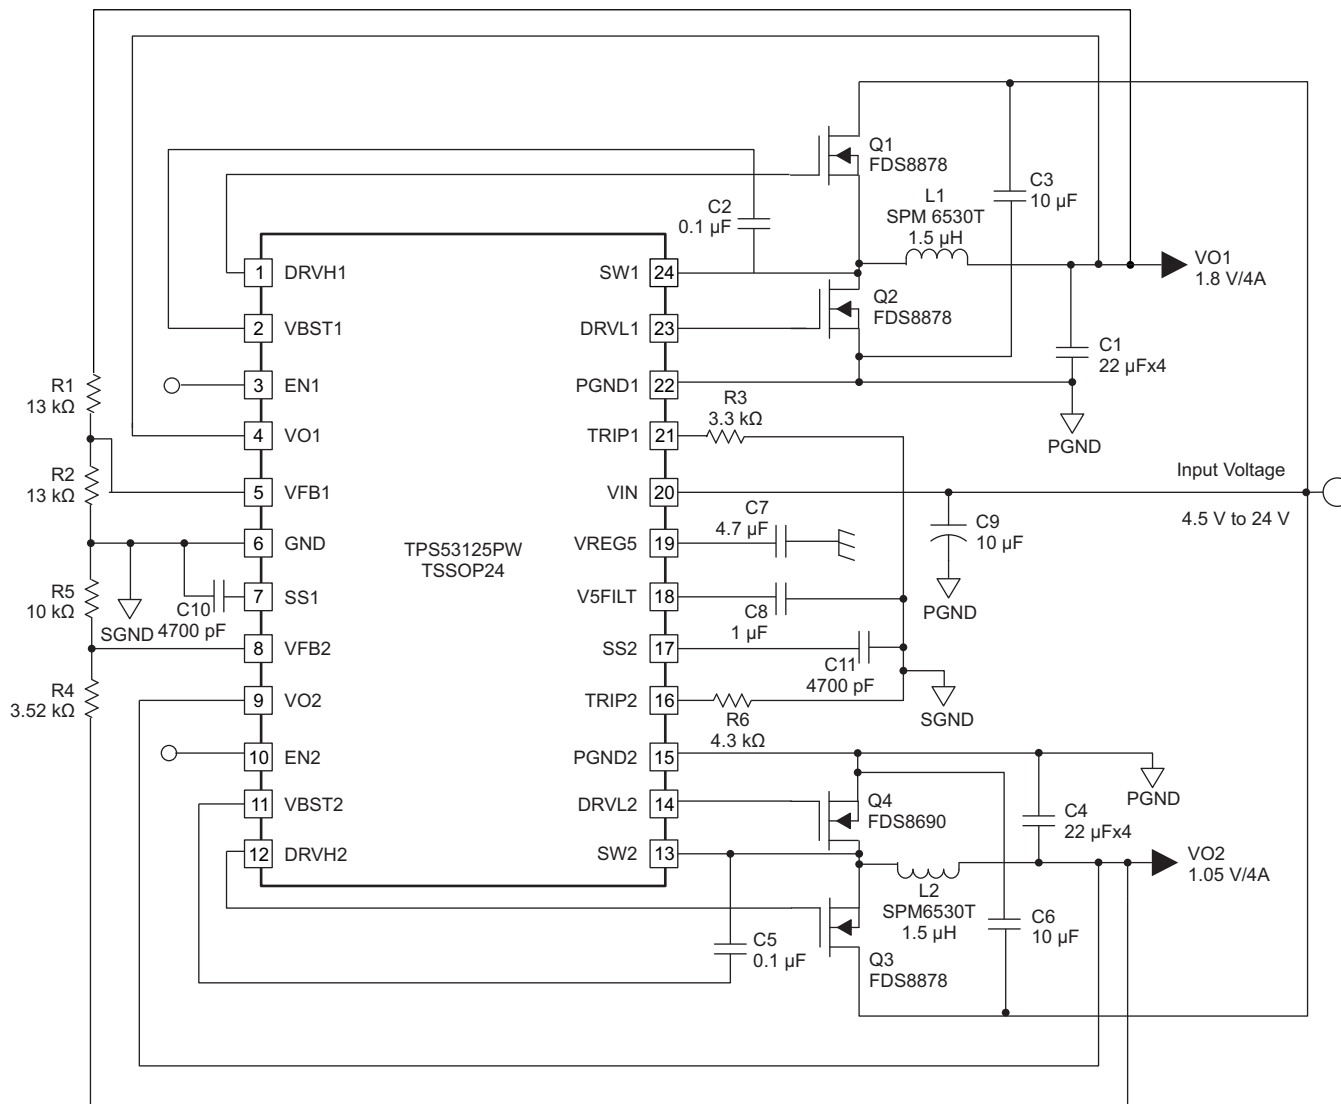 Q1
FDS8878
C3
10 µF
L1
SPM 6530T
1.5 µH
C2
0.1 µF
VO1
1.8 V/4A
Q2
FDS8878
C1
22 µFx4
PGND
1 DRVH1
2 VBST1
3 EN1
4 VO1
5 VFB1
6 GND
7 SS1
8 VFB2
9 VO2
10 EN2
11 VBST2
12 DRVH2
SW1 24
DRVL1 23
PGND1 22
TRIP1 21
VIN 20
VREG5 19
V5FILT 18
SS2 17
TRIP2 16
PGND2 15
DRVL2 14
SW2 13
TPS53125PW
TSSOP24
R1
13 kΩ
R2
13 kΩ
R5
10 kΩ
R4
3.52 kΩ
SGND
C10
4700 pF
R3
3.3 kΩ
Input Voltage
4.5 V to 24 V
C7
4.7 µF
C9
10 µF
PGND
C8
1 µF
C11
4700 pF
SGND
R6
4.3 kΩ
PGND
Q4
FDS8690
C4
22 µFx4
VO2
1.05 V/4A
L2
SPM6530T
1.5 µH
C6
10 µF
C5
0.1 µF
Q3
FDS8878